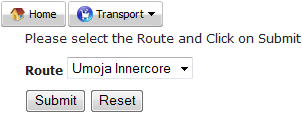 Home Transport
Please select the Route and Click on Submit
Route Umoja Innercore
Submit Reset